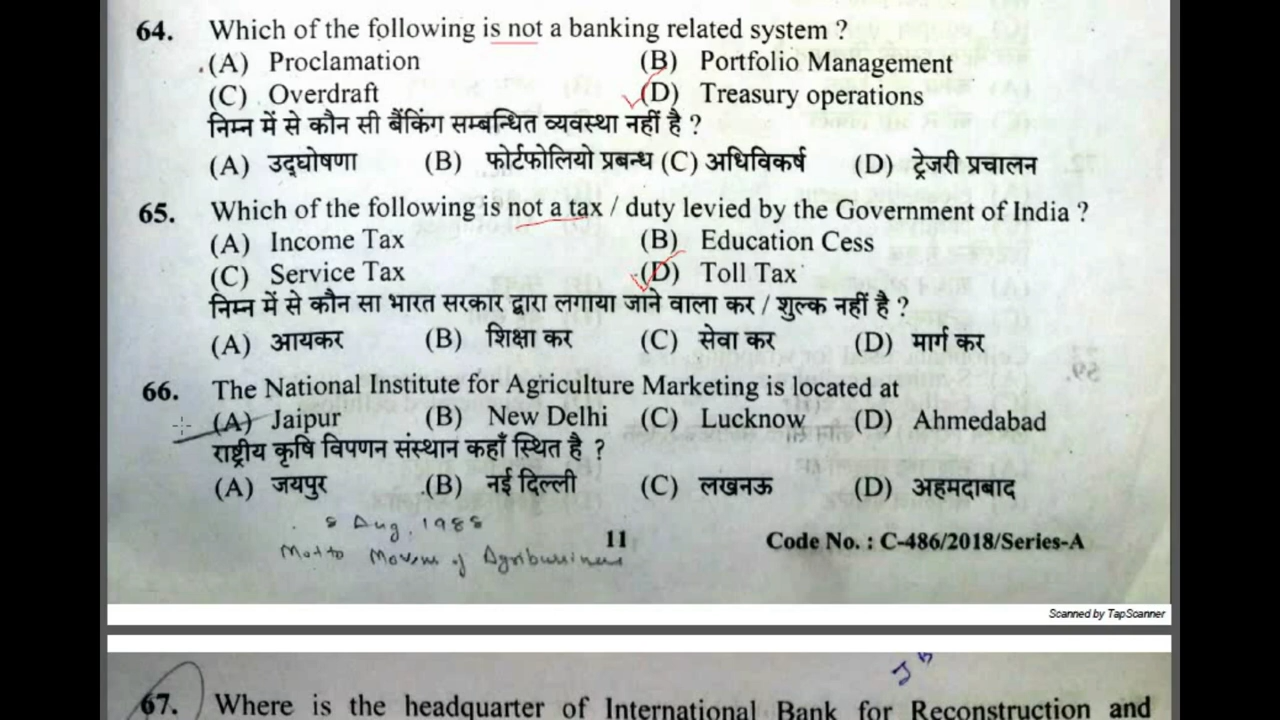 64. Which of the following is not a banking related system ?
(A) Proclamation (B) Portfolio Management
(C) Overdraft (D) Treasury operations
निम्न में से कौन सी बैंकिंग सम्बन्धित व्यवस्था नहीं है ?
(A) उद्घोषणा (B) फोर्टफोलियो प्रबन्ध (C) अधिविकर्ष (D) ट्रेजरी प्रचालन
65. Which of the following is not a tax / duty levied by the Government of India ?
(A) Income Tax (B) Education Cess
(C) Service Tax (D) Toll Tax
निम्न में से कौन सा भारत सरकार द्वारा लगाया जाने वाला कर / शुल्क नहीं है ?
(A) आयकर (B) शिक्षा कर (C) सेवा कर (D) मार्ग कर
66. The National Institute for Agriculture Marketing is located at
(A) Jaipur (B) New Delhi (C) Lucknow (D) Ahmedabad
राष्ट्रीय कृषि विपणन संस्थान कहाँ स्थित है ?
(A) जयपुर (B) नई दिल्ली (C) लखनऊ (D) अहमदाबाद
8 Aug, 1988
11 Code No. : C-486/2018/Series-A
Motto of
Scanned by TapScanner
67. Where is the headquarter of International Bank for Reconstruction and